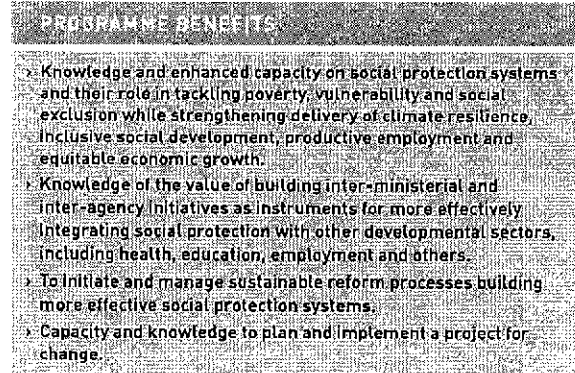 PROGRAMME BENEFITS:
› Knowledge and enhanced capacity on social protection systems
and their role in tackling poverty, vulnerability and social
exclusion while strengthening delivery of climate resilience,
inclusive social development, productive employment and
equitable economic growth.
› Knowledge of the value of building inter-ministerial and
inter-agency initiatives as instruments for more effectively
integrating social protection with other developmental sectors,
including health, education, employment and others.
› To initiate and manage sustainable reform processes building
more effective social protection systems.
› Capacity and knowledge to plan and implement a project for
change.